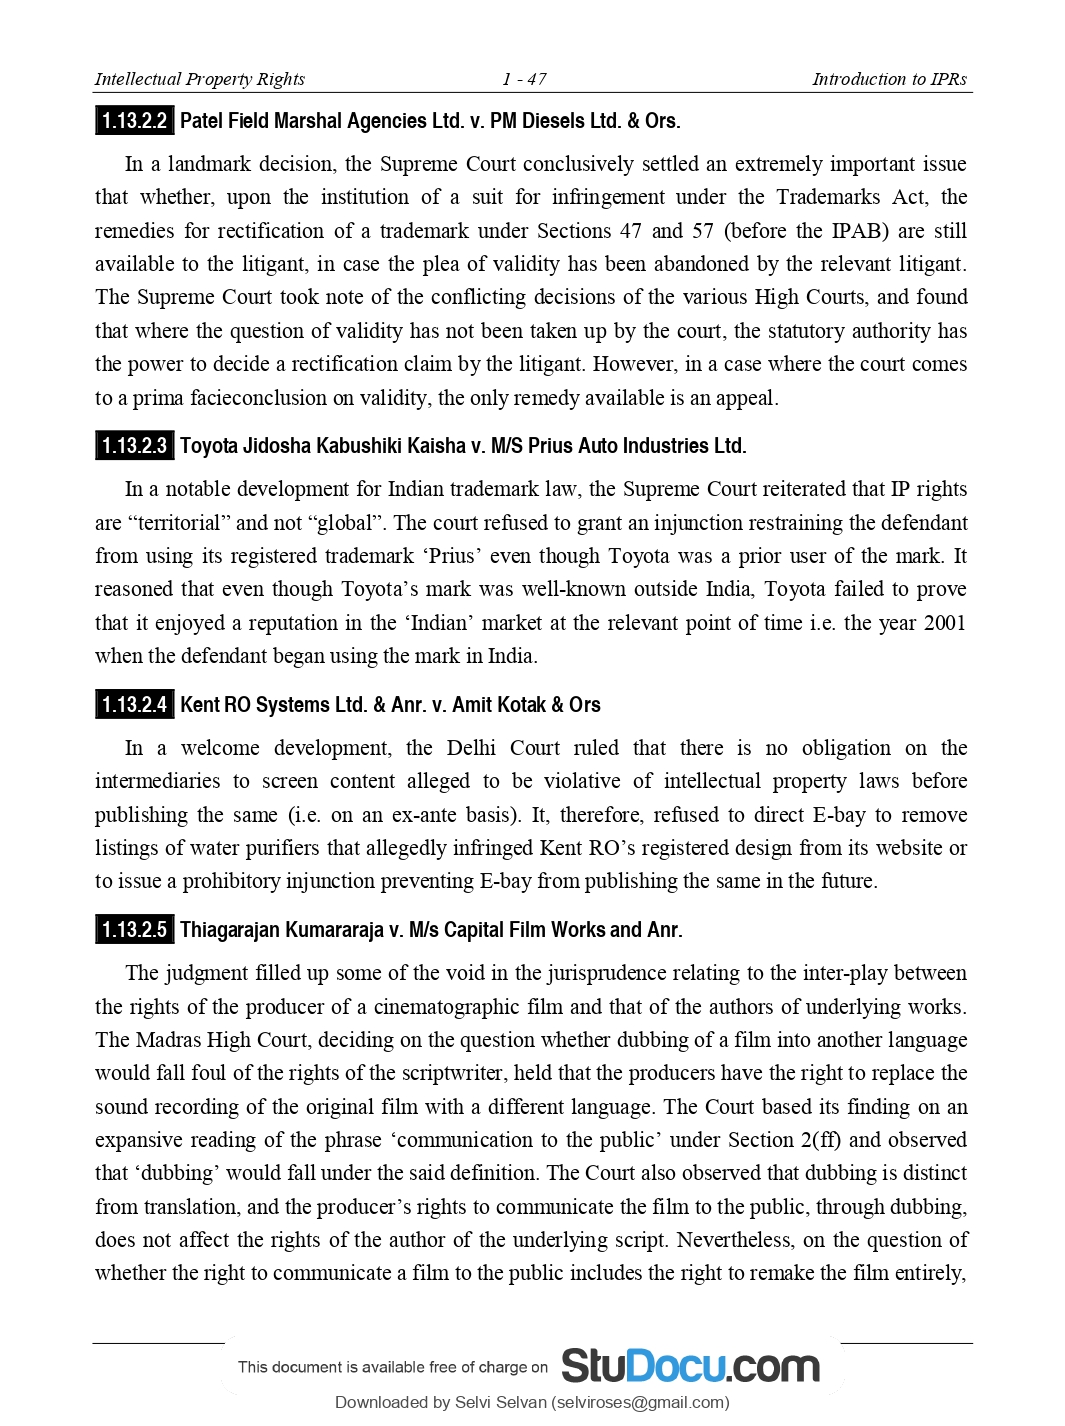 Intellectual Property Rights 1 - 47 Introduction to IPRs
1.13.2.2 Patel Field Marshal Agencies Ltd. v. PM Diesels Ltd. & Ors.
In a landmark decision, the Supreme Court conclusively settled an extremely important issue
that whether, upon the institution of a suit for infringement under the Trademarks Act, the
remedies for rectification of a trademark under Sections 47 and 57 (before the IPAB) are still
available to the litigant, in case the plea of validity has been abandoned by the relevant litigant.
The Supreme Court took note of the conflicting decisions of the various High Courts, and found
that where the question of validity has not been taken up by the court, the statutory authority has
the power to decide a rectification claim by the litigant. However, in a case where the court comes
to a prima facieconclusion on validity, the only remedy available is an appeal.
1.13.2.3 Toyota Jidosha Kabushiki Kaisha v. M/S Prius Auto Industries Ltd.
In a notable development for Indian trademark law, the Supreme Court reiterated that IP rights
are “territorial” and not “global”. The court refused to grant an injunction restraining the defendant
from using its registered trademark ‘Prius’ even though Toyota was a prior user of the mark. It
reasoned that even though Toyota’s mark was well-known outside India, Toyota failed to prove
that it enjoyed a reputation in the ‘Indian’ market at the relevant point of time i.e. the year 2001
when the defendant began using the mark in India.
1.13.2.4 Kent RO Systems Ltd. & Anr. v. Amit Kotak & Ors
In a welcome development, the Delhi Court ruled that there is no obligation on the
intermediaries to screen content alleged to be violative of intellectual property laws before
publishing the same (i.e. on an ex-ante basis). It, therefore, refused to direct E-bay to remove
listings of water purifiers that allegedly infringed Kent RO’s registered design from its website or
to issue a prohibitory injunction preventing E-bay from publishing the same in the future.
1.13.2.5 Thiagarajan Kumararaja v. M/s Capital Film Works and Anr.
The judgment filled up some of the void in the jurisprudence relating to the inter-play between
the rights of the producer of a cinematographic film and that of the authors of underlying works.
The Madras High Court, deciding on the question whether dubbing of a film into another language
would fall foul of the rights of the scriptwriter, held that the producers have the right to replace the
sound recording of the original film with a different language. The Court based its finding on an
expansive reading of the phrase ‘communication to the public’ under Section 2(ff) and observed
that ‘dubbing’ would fall under the said definition. The Court also observed that dubbing is distinct
from translation, and the producer’s rights to communicate the film to the public, through dubbing,
does not affect the rights of the author of the underlying script. Nevertheless, on the question of
whether the right to communicate a film to the public includes the right to remake the film entirely,
This document is available free of charge on StuDocu.com
Downloaded by Selvi Selvan (selviroses@gmail.com)